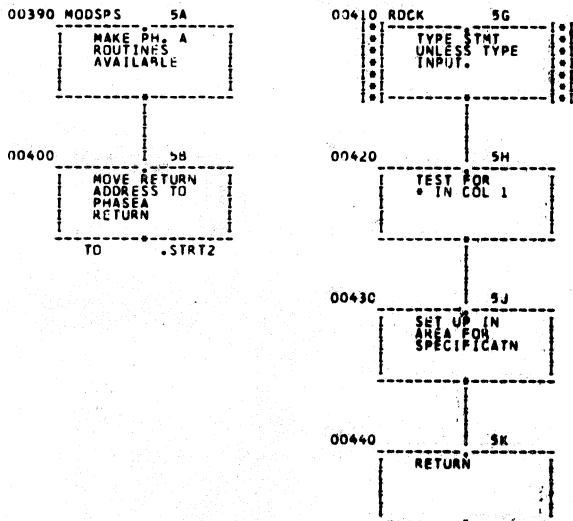 00390 MODSPS 5A
MAKE PH. A
ROUTINES
AVAILABLE
00400 5B
MOVE RETURN
ADDRESS TO
PHASEA
RETURN
TO .STRT2
00410 RDCK 5G
TYPE STMT
UNLESS TYPE
INPUT.
00420 5H
TEST FOR
* IN COL 1
00430 5J
SET UP IN
AREA FOR
SPECIFICATN
00440 5K
RETURN